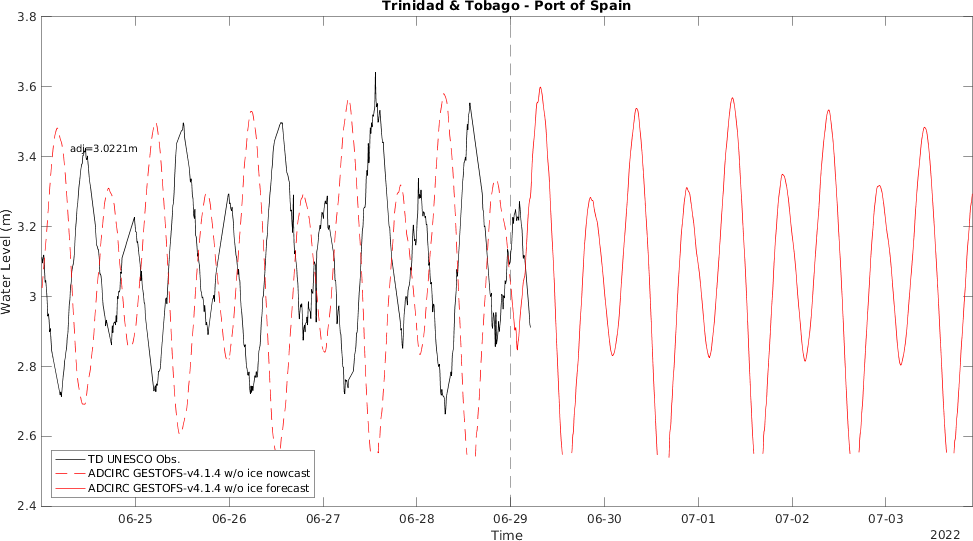 Trinidad & Tobago - Port of Spain
3.8
3.6
3.4
3.2
3
2.8
2.6
2.4
Water Level (m)
adj=3.0221m
TD UNESCO Obs.
ADCIRC GESTOFS-v4.1.4 w/o ice nowcast
ADCIRC GESTOFS-v4.1.4 w/o ice forecast
06-25 06-26 06-27 06-28 06-29 06-30 07-01 07-02 07-03
Time
2022